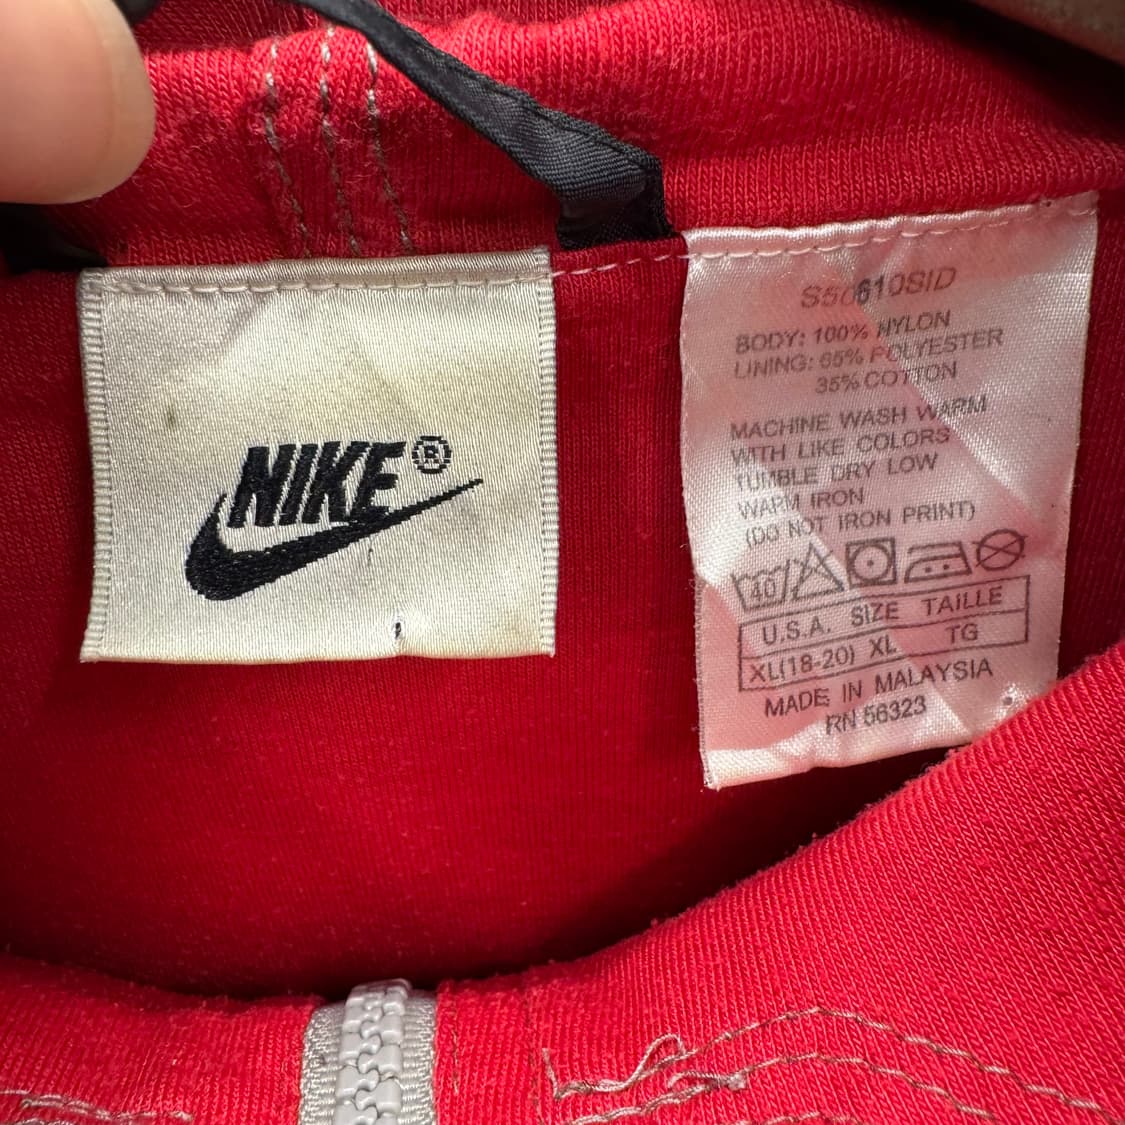 NIKE®
S50610SID
BODY: 100% NYLON
LINING: 65% POLYESTER
35% COTTON
MACHINE WASH WARM
WITH LIKE COLORS
TUMBLE DRY LOW
WARM IRON
(DO NOT IRON PRINT)
40
U.S.A. SIZE TAILLE
XL(18-20) XL TG
MADE IN MALAYSIA
RN 56323